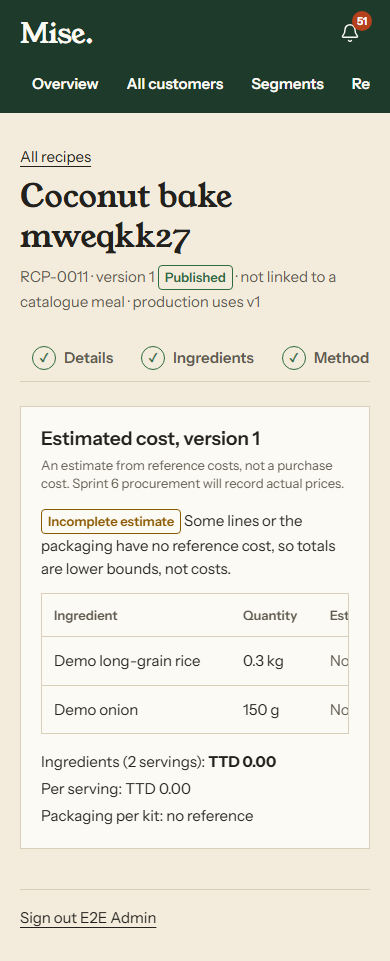 Mise.
51
Overview All customers Segments Re
All recipes
Coconut bake
mweqkk27
RCP-0011 · version 1 Published · not linked to a
catalogue meal · production uses v1
Details Ingredients Method
Estimated cost, version 1
An estimate from reference costs, not a purchase
cost. Sprint 6 procurement will record actual prices.
Incomplete estimate Some lines or the
packaging have no reference cost, so totals
are lower bounds, not costs.
Ingredient Quantity Est
Demo long-grain rice 0.3 kg No
Demo onion 150 g No
Ingredients (2 servings): TTD 0.00
Per serving: TTD 0.00
Packaging per kit: no reference
Sign out E2E Admin